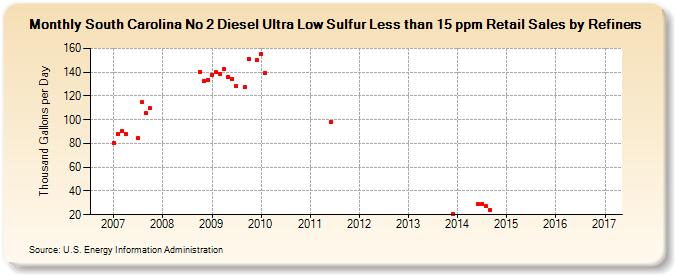 Monthly South Carolina No 2 Diesel Ultra Low Sulfur Less than 15 ppm Retail Sales by Refiners
Thousand Gallons per Day
160
140
120
100
80
60
40
20
2007 2008 2009 2010 2011 2012 2013 2014 2015 2016 2017
Source: U.S. Energy Information Administration